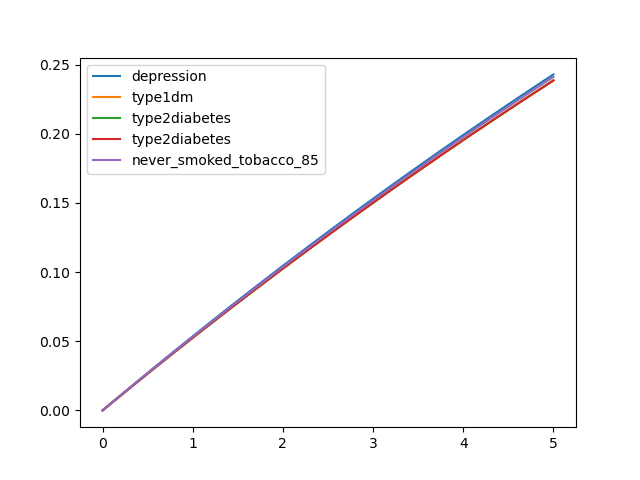 0.25
0.20
0.15
0.10
0.05
0.00
depression
type1dm
type2diabetes
type2diabetes
never_smoked_tobacco_85
0 1 2 3 4 5